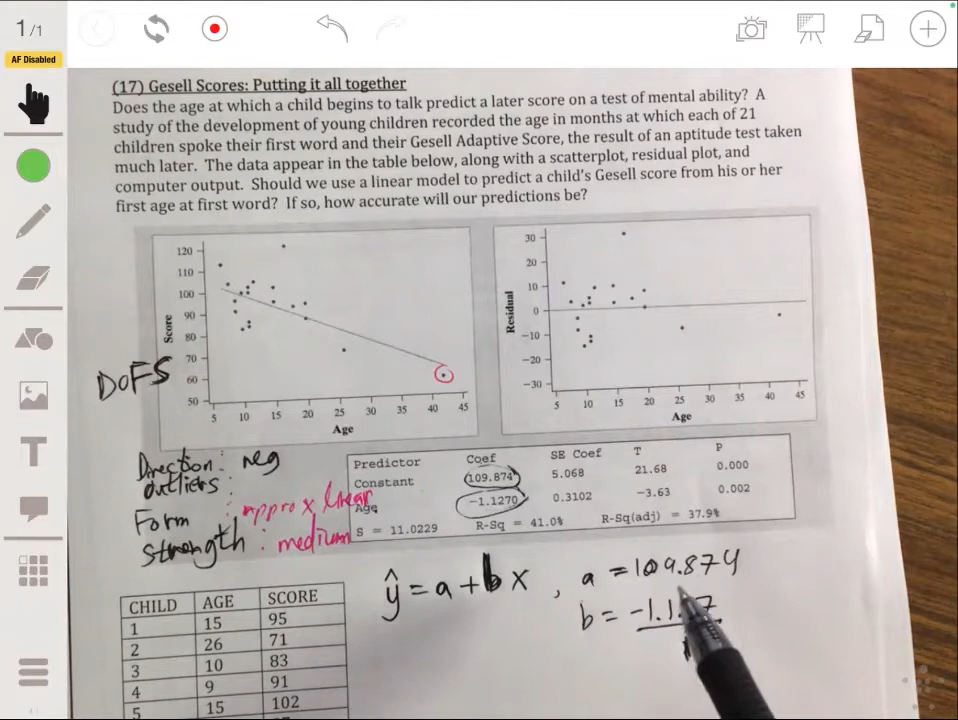 1/1
AF Disabled
(17) Gesell Scores: Putting it all together
Does the age at which a child begins to talk predict a later score on a test of mental ability? A
study of the development of young children recorded the age in months at which each of 21
children spoke their first word and their Gesell Adaptive Score, the result of an aptitude test taken
much later. The data appear in the table below, along with a scatterplot, residual plot, and
computer output. Should we use a linear model to predict a child's Gesell score from his or her
first age at first word? If so, how accurate will our predictions be?
120
110
100
90
80
70
60
50
Score
5 10 15 20 25 30 35 40 45
Age
30
20
10
0
-10
-20
-30
Residual
5 10 15 20 25 30 35 40 45
Age
DOFS
Direction: neg
outliers:
Form : approx linear
Strength: medium
Predictor Coef SE Coef T P
Constant 109.874 5.068 21.68 0.000
Age -1.1270 0.3102 -3.63 0.002
S = 11.0229 R-Sq = 41.0% R-Sq(adj) = 37.9%
ŷ = a + bx , a = 109.874
b =
CHILD AGE SCORE
1 15 95
2 26 71
3 10 83
4 9 91
5 15 102
T